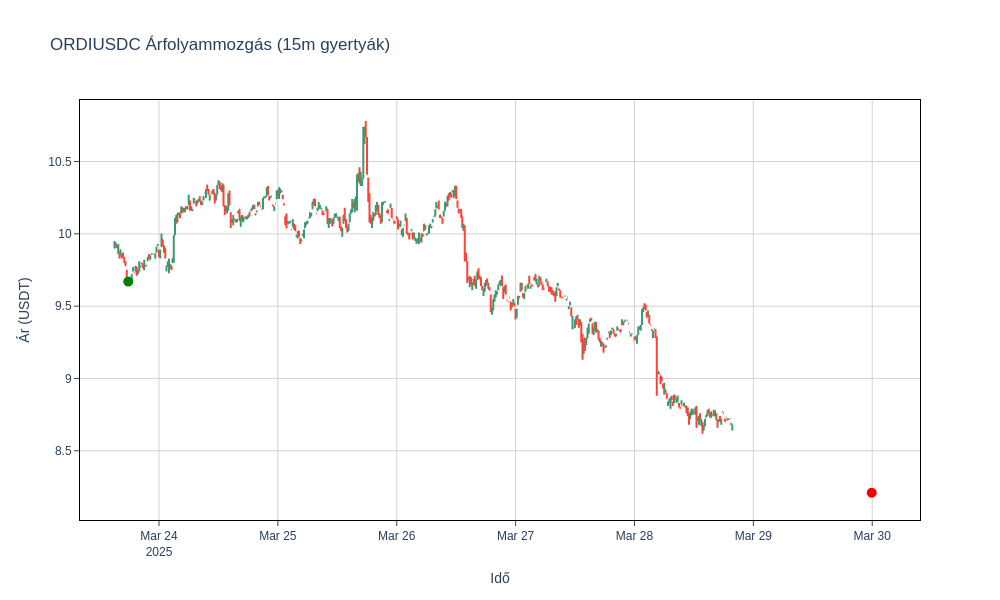 ORDIUSDC Árfolyammozgás (15m gyertyák)
Ár (USDT)
10.5
10
9.5
9
8.5
Mar 24
2025
Mar 25
Mar 26
Mar 27
Mar 28
Mar 29
Mar 30
Idő